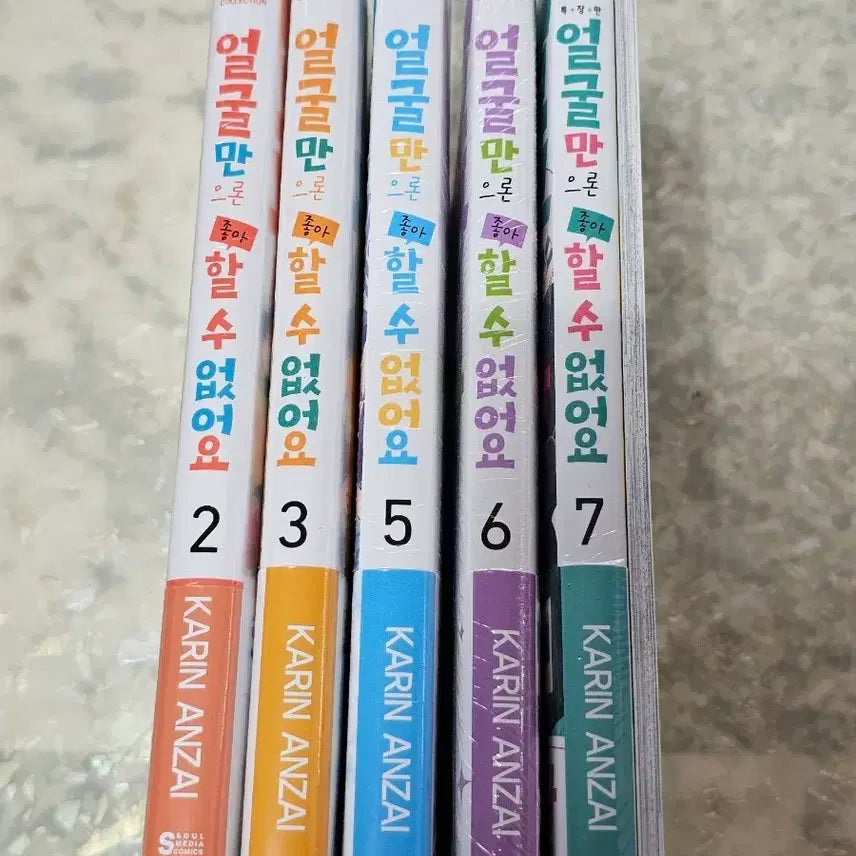 COLLECTION
얼굴만으론
좋아
할 수 없어요
2
KARIN ANZAI
S SOUL MEDIA COMICS
얼굴만으론
좋아
할 수 없어요
3
KARIN ANZAI
얼굴만으론
좋아
할 수 없어요
5
KARIN ANZAI
얼굴만으론
좋아
할 수 없어요
6
KARIN ANZAI
특•장•판
얼굴만으론
좋아
할 수 없어요
7
KARIN ANZAI